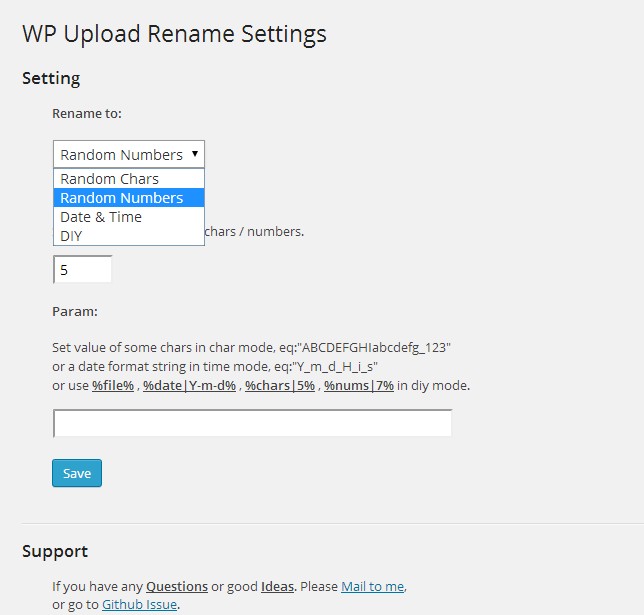 WP Upload Rename Settings
Setting
Rename to:
Random Numbers
Random Chars
Random Numbers
Date & Time
DIY
chars / numbers.
5
Param:
Set value of some chars in char mode, eq:"ABCDEFGHIabcdefg_123"
or a date format string in time mode, eq:"Y_m_d_H_i_s"
or use %file% , %date|Y-m-d% , %chars|5% , %nums|7% in diy mode.
Save
Support
If you have any Questions or good Ideas. Please Mail to me,
or go to Github Issue.